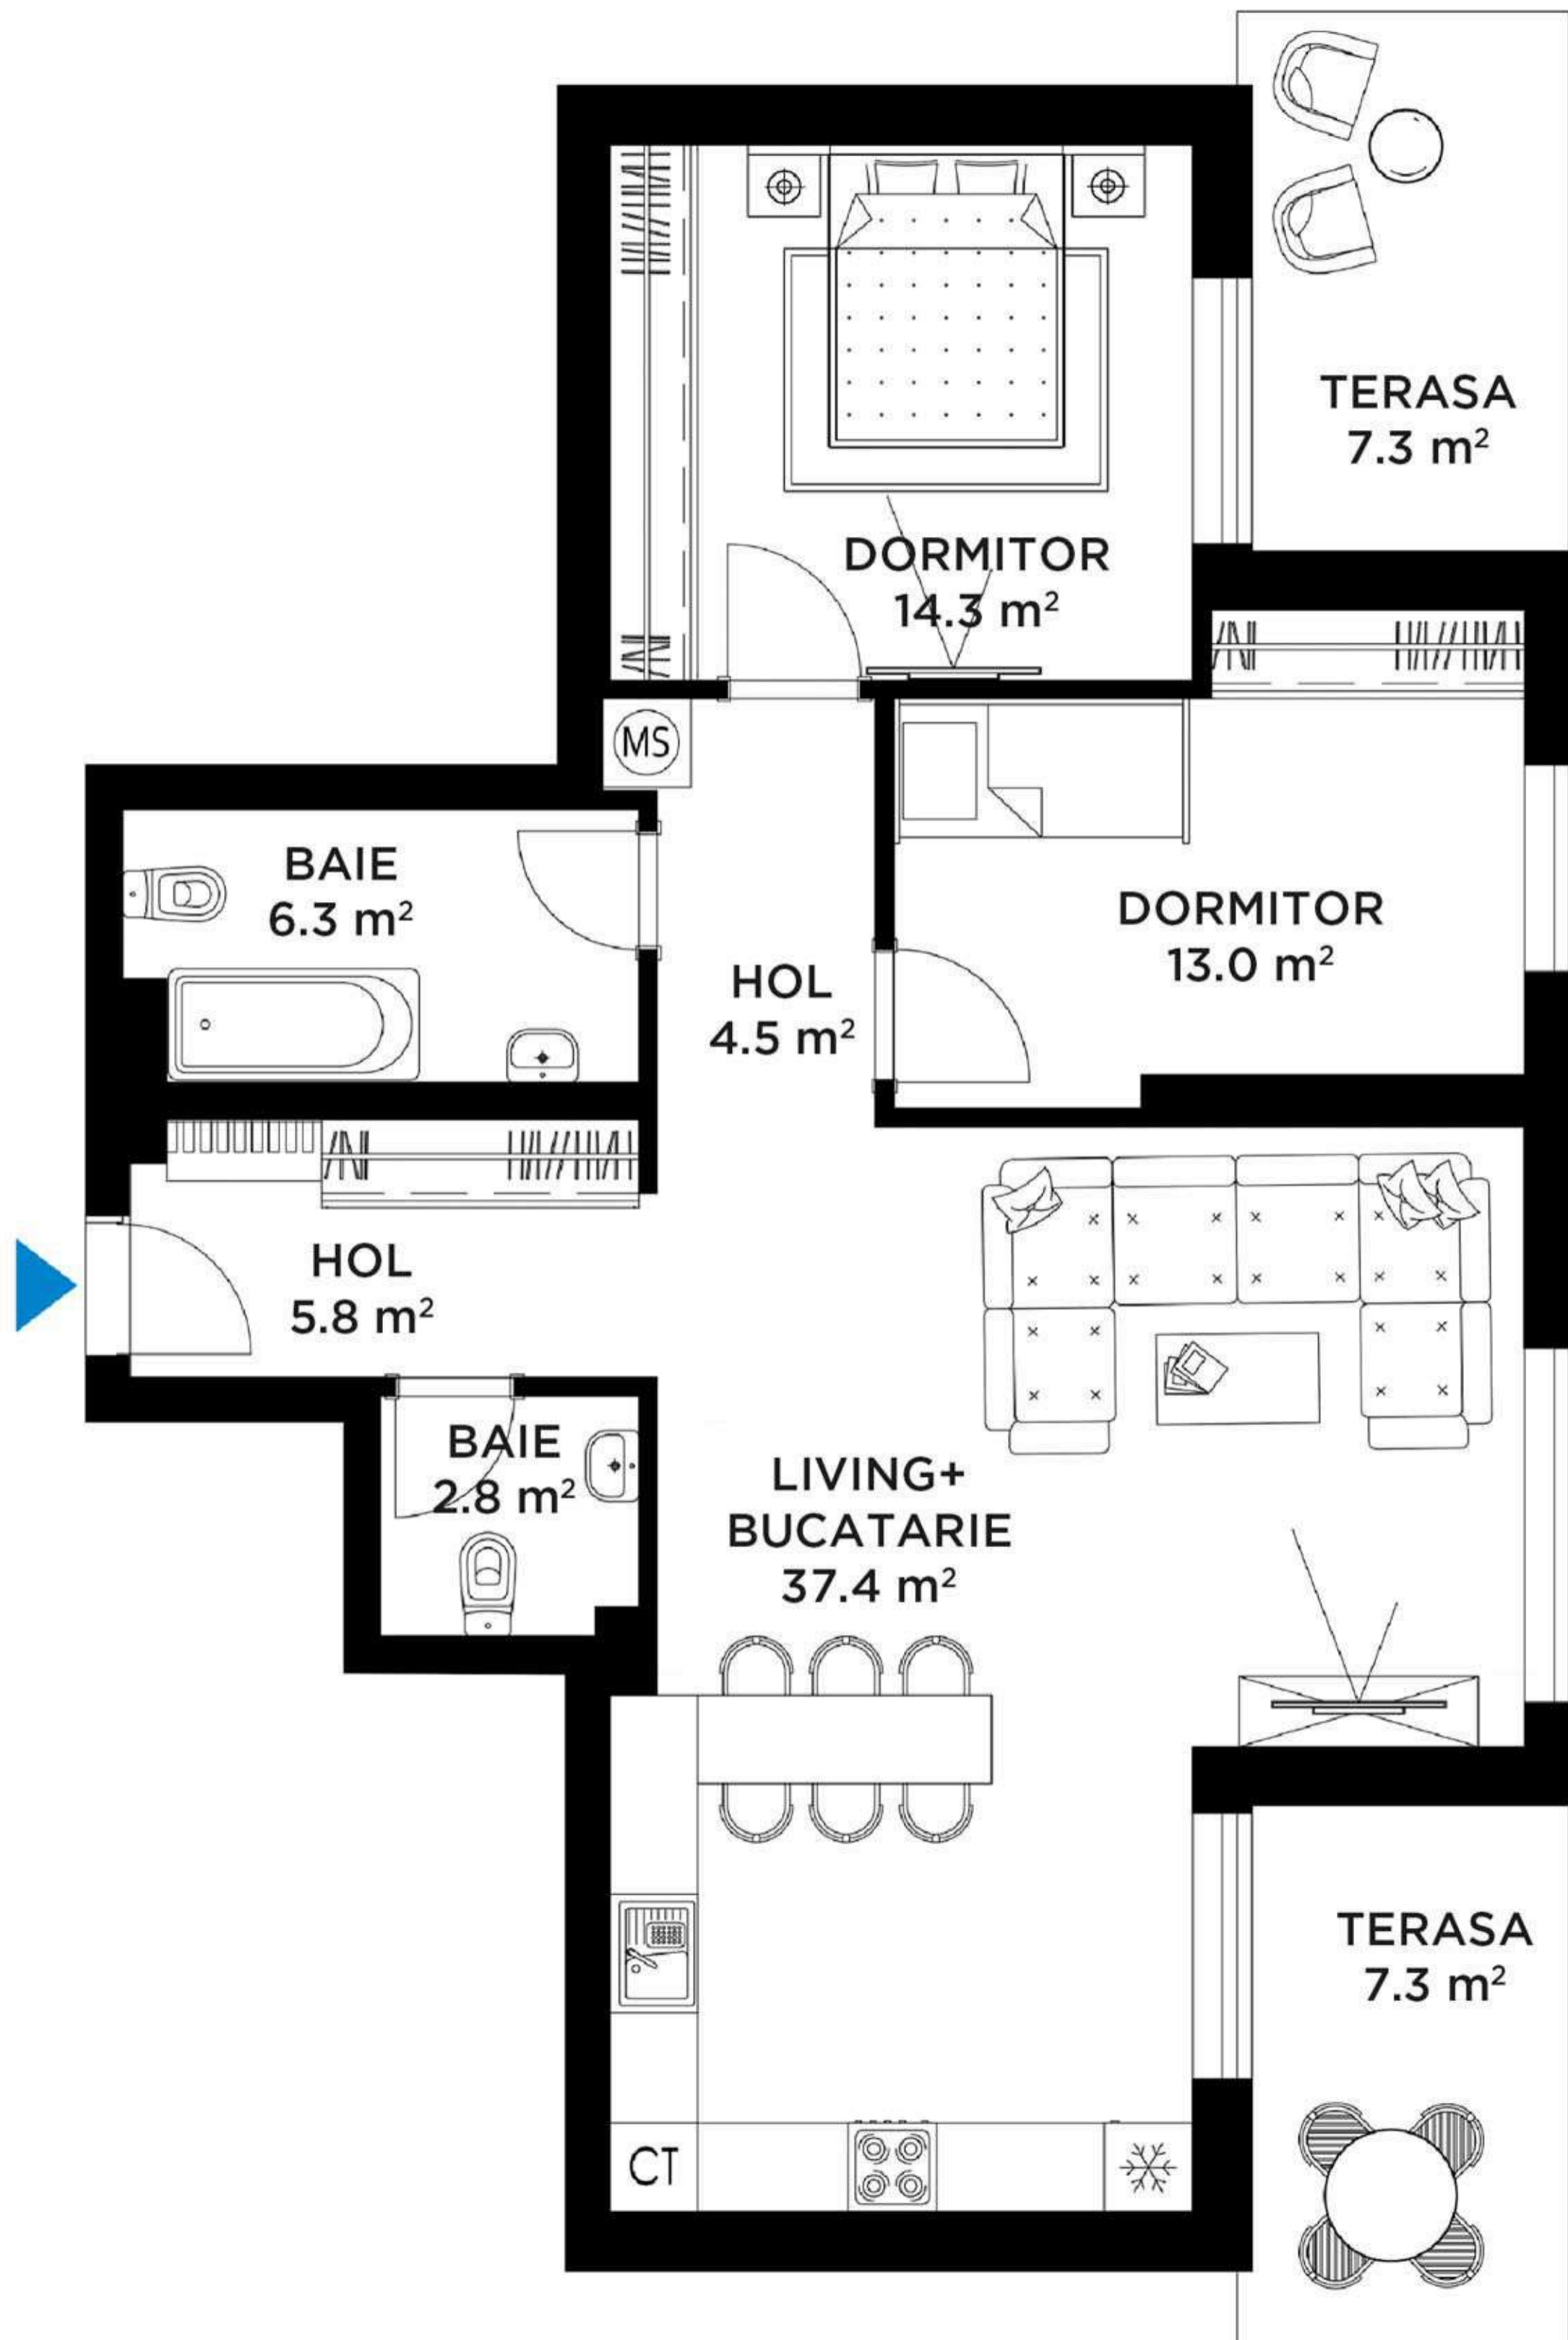 TERASA
7.3 m²
DORMITOR
14.3 m²
MS
BAIE
6.3 m²
DORMITOR
13.0 m²
HOL
4.5 m²
HOL
5.8 m²
BAIE
2.8 m²
LIVING+
BUCATARIE
37.4 m²
TERASA
7.3 m²
CT